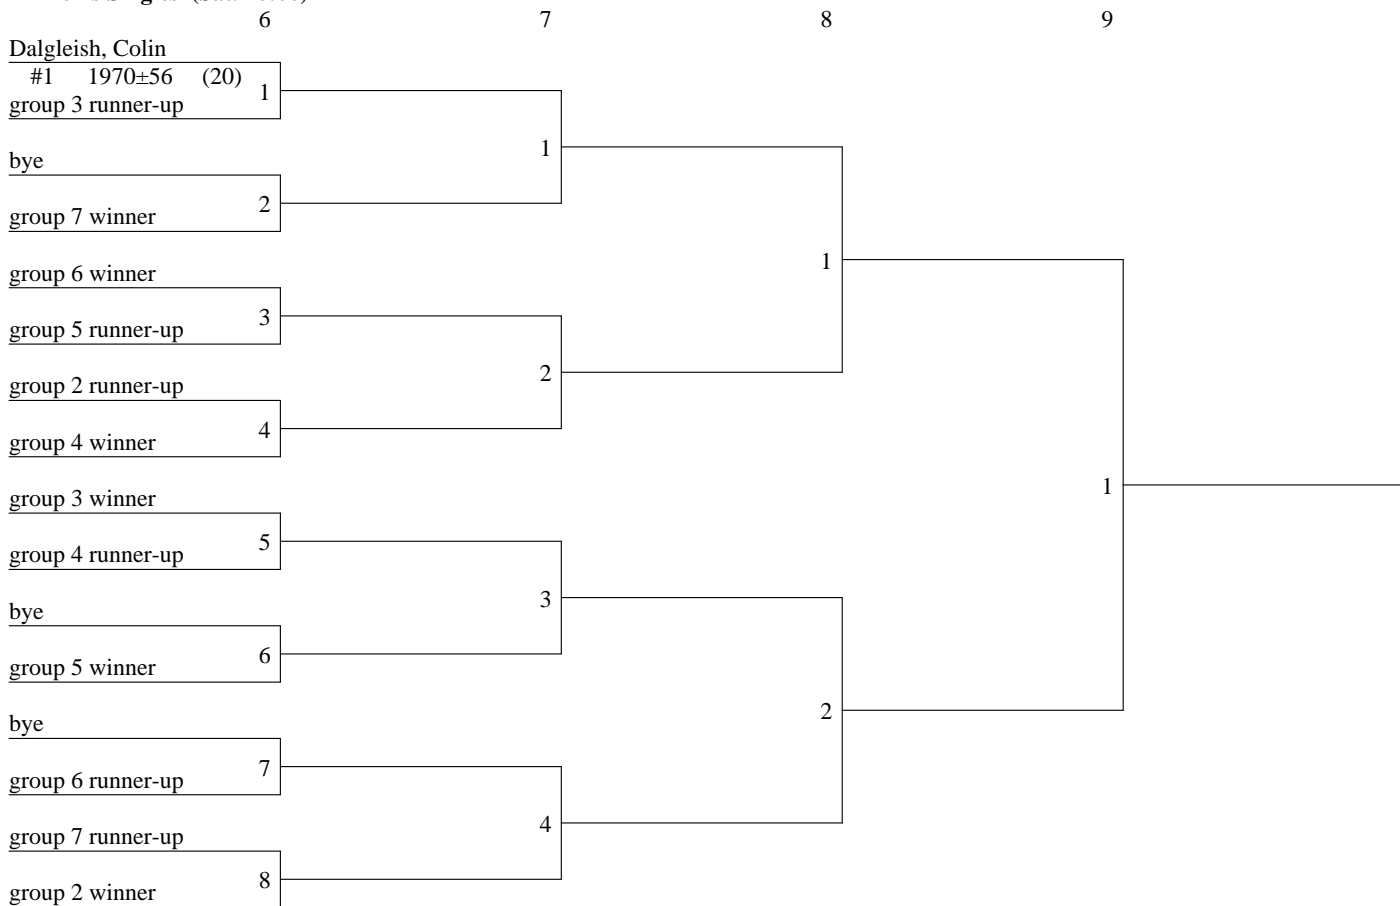 6 7 8 9
Dalgleish, Colin
#1 1970±56 (20)
1
group 3 runner-up
1
bye
2
group 7 winner
1
group 6 winner
3
group 5 runner-up
2
group 2 runner-up
4
group 4 winner
1
group 3 winner
5
group 4 runner-up
3
bye
6
group 5 winner
2
bye
7
group 6 runner-up
4
group 7 runner-up
8
group 2 winner